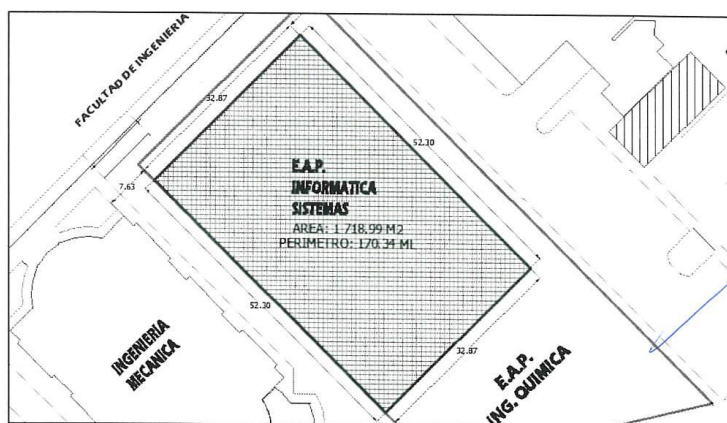 FACULTAD DE INGENIERIA
32.87
52.30
7.63
E.A.P.
INFORMATICA
SISTEMAS
AREA: 1 718.99 M2
PERIMETRO: 170.34 ML
52.30
32.87
INGENIERIA
MECANICA
E.A.P.
ING. QUIMICA